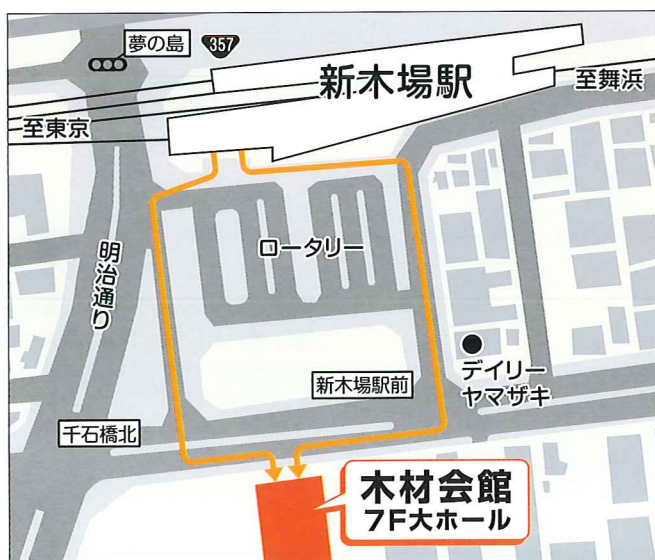 夢の島
357
新木場駅
至東京
至舞浜
明治通り
ロータリー
新木場駅前
デイリー
ヤマザキ
千石橋北
木材会館
7F大ホール